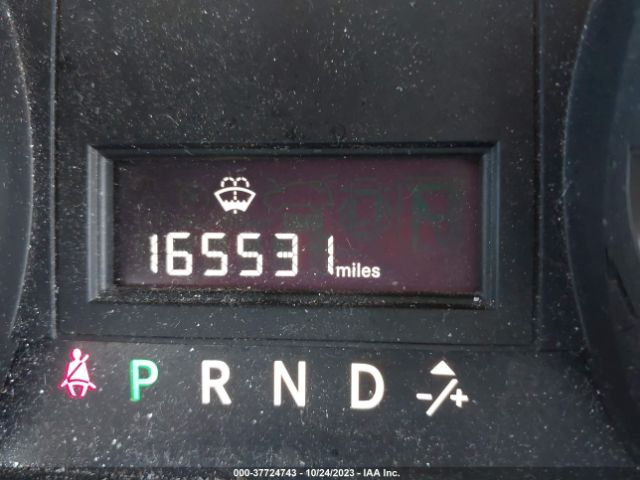 165531 miles
P R N D -/+
000-37724743 - 10/24/2023 - IAA Inc.